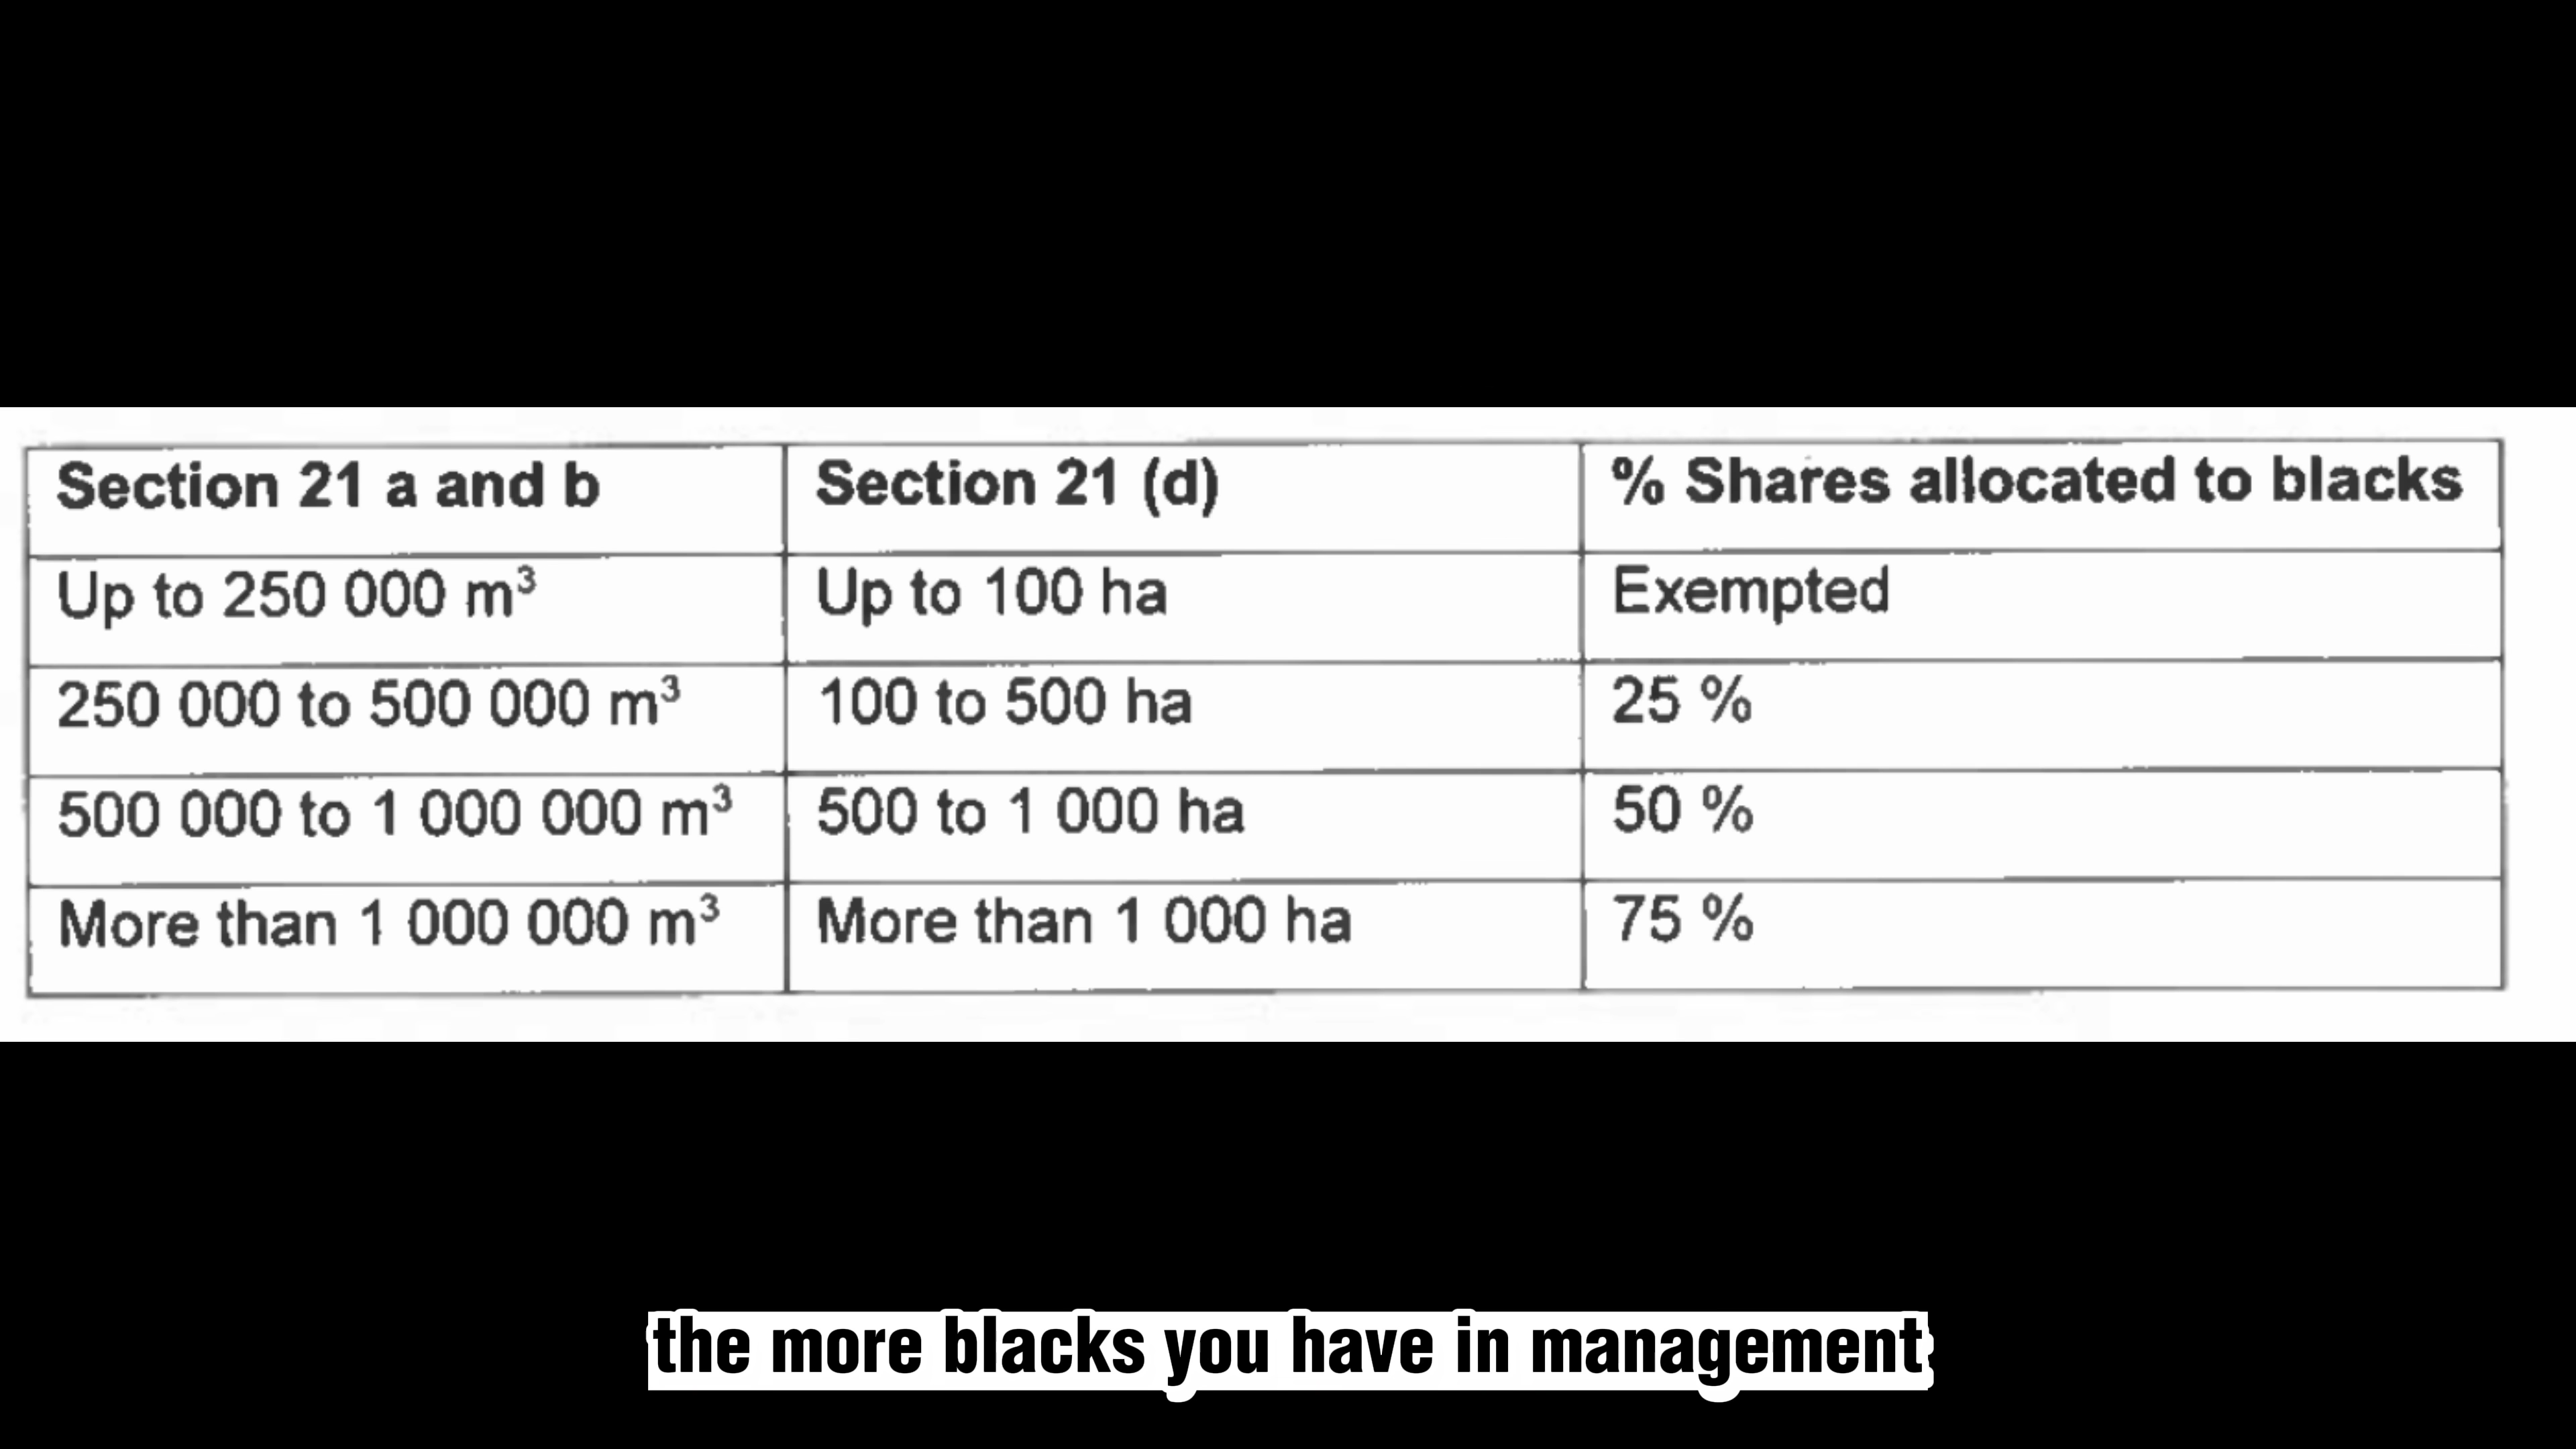 Section 21 a and b Section 21 (d) % Shares allocated to blacks
Up to 250 000 m³ Up to 100 ha Exempted
250 000 to 500 000 m³ 100 to 500 ha 25 %
500 000 to 1 000 000 m³ 500 to 1 000 ha 50 %
More than 1 000 000 m³ More than 1 000 ha 75 %
the more blacks you have in management